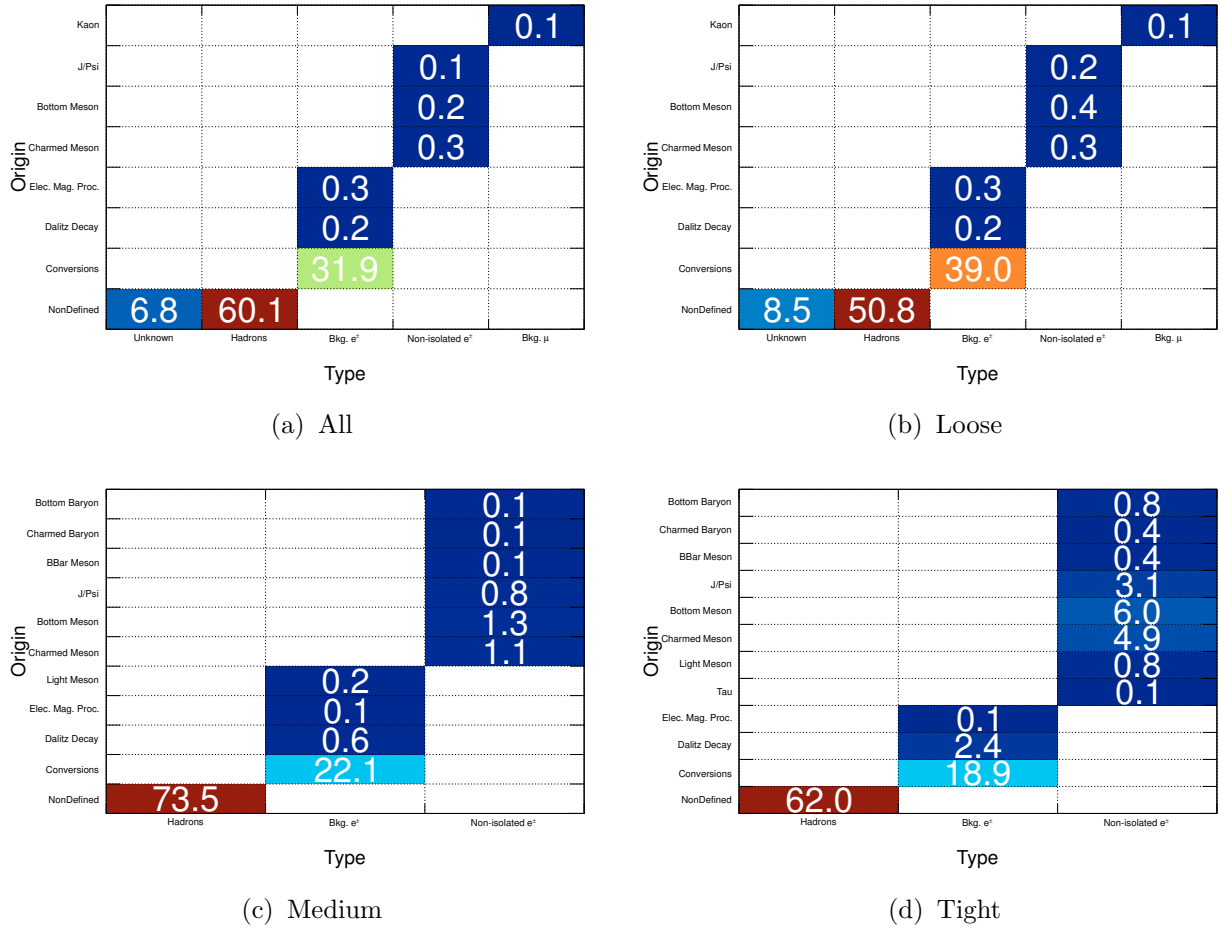 Kaon
0.1
J/Psi
0.1
Bottom Meson
0.2
Charmed Meson
0.3
Elec. Mag. Proc.
0.3
Dalitz Decay
0.2
Conversions
31.9
NonDefined
6.8 60.1
Unknown Hadrons Bkg. e± Non-isolated e± Bkg. μ
Origin
Type
(a) All
Kaon
0.1
J/Psi
0.2
Bottom Meson
0.4
Charmed Meson
0.3
Elec. Mag. Proc.
0.3
Dalitz Decay
0.2
Conversions
39.0
NonDefined
8.5 50.8
Unknown Hadrons Bkg. e± Non-isolated e± Bkg. μ
Origin
Type
(b) Loose
Bottom Baryon
0.1
Charmed Baryon
0.1
BBar Meson
0.1
J/Psi
0.8
Bottom Meson
1.3
Charmed Meson
1.1
Light Meson
0.2
Elec. Mag. Proc.
0.1
Dalitz Decay
0.6
Conversions
22.1
NonDefined
73.5
Hadrons Bkg. e± Non-isolated e±
Origin
Type
(c) Medium
Bottom Baryon
0.8
Charmed Baryon
0.4
BBar Meson
0.4
J/Psi
3.1
Bottom Meson
6.0
Charmed Meson
4.9
Light Meson
0.8
Tau
0.1
Elec. Mag. Proc.
0.1
Dalitz Decay
2.4
Conversions
18.9
NonDefined
62.0
Hadrons Bkg. e± Non-isolated e±
Origin
Type
(d) Tight